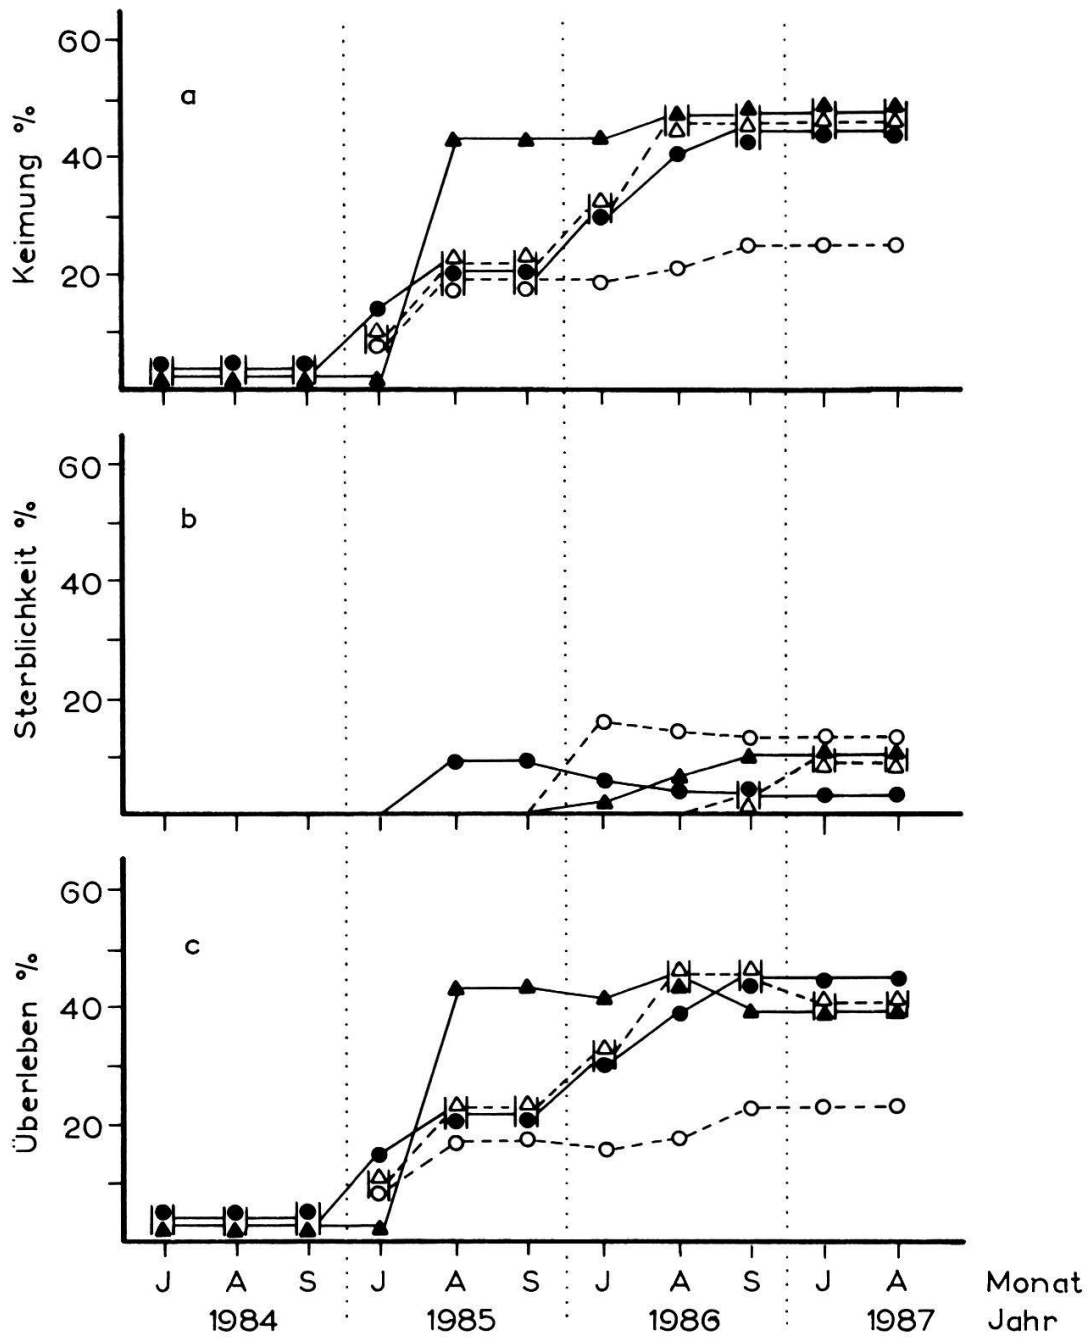 60
a
40
20
Keimung %
60
b
40
20
Sterblichkeit %
60
c
40
20
Überleben %
J A S J A S J A S J A Monat
1984 1985 1986 1987 Jahr